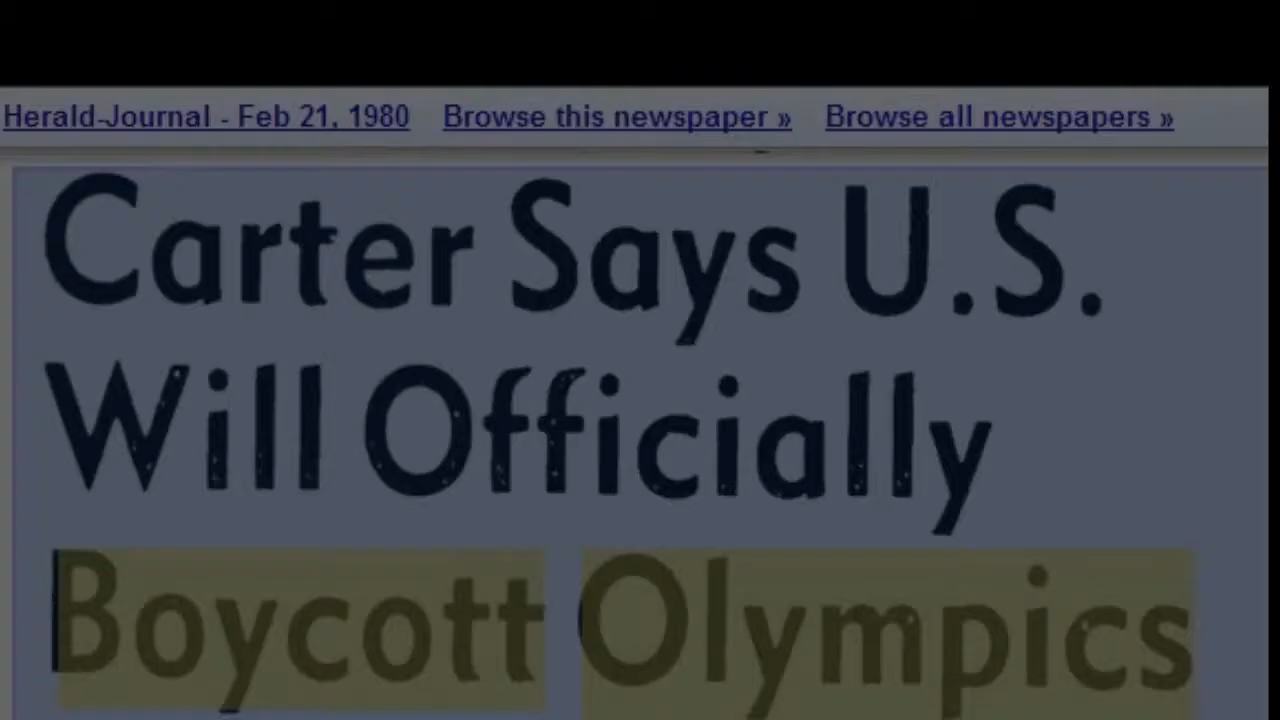 Herald-Journal - Feb 21, 1980 Browse this newspaper » Browse all newspapers »
Carter Says U.S.
Will Officially
Boycott Olympics